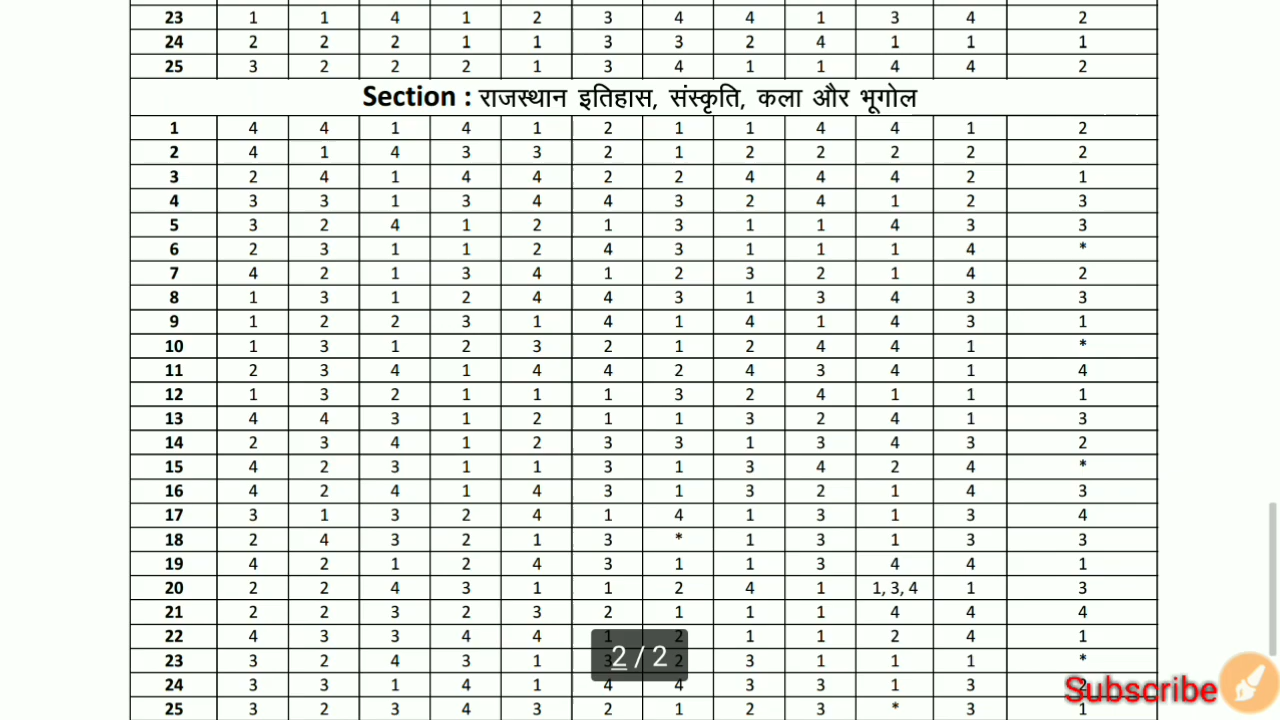 23 1 1 4 1 2 3 4 4 1 3 4 2
24 2 2 2 1 1 3 3 2 4 1 1 1
25 3 2 2 2 1 3 4 1 1 4 4 2
Section : राजस्थान इतिहास, संस्कृति, कला और भूगोल
1 4 4 1 4 1 2 1 1 4 4 1 2
2 4 1 4 3 3 2 1 2 2 2 2 2
3 2 4 1 4 4 2 2 4 4 4 2 1
4 3 3 1 3 4 4 3 2 4 1 2 3
5 3 2 4 1 2 1 3 1 1 4 3 3
6 2 3 1 1 2 4 3 1 1 1 4 *
7 4 2 1 3 4 1 2 3 2 1 4 2
8 1 3 1 2 4 4 3 1 3 4 3 3
9 1 2 2 3 1 4 1 4 1 4 3 1
10 1 3 1 2 3 2 1 2 4 4 1 *
11 2 3 4 1 4 4 2 4 3 4 1 4
12 1 3 2 1 1 1 3 2 4 1 1 1
13 4 4 3 1 2 1 1 3 2 4 1 3
14 2 3 4 1 2 3 3 1 3 4 3 2
15 4 2 3 1 1 3 1 3 4 2 4 *
16 4 2 4 1 4 3 1 3 2 1 4 3
17 3 1 3 2 4 1 4 1 3 1 3 4
18 2 4 3 2 1 3 * 1 3 1 3 3
19 4 2 1 2 4 3 1 1 3 4 4 1
20 2 2 4 3 1 1 2 4 1 1, 3, 4 1 3
21 2 2 3 2 3 2 1 1 1 4 4 4
22 4 3 3 4 4 1 2 1 1 2 4 1
23 3 2 4 3 1 3 2 3 1 1 1 *
2 / 2
24 3 3 1 4 1 4 4 3 3 1 3 2
Subscribe
25 3 2 3 4 3 2 1 2 3 * 3 1